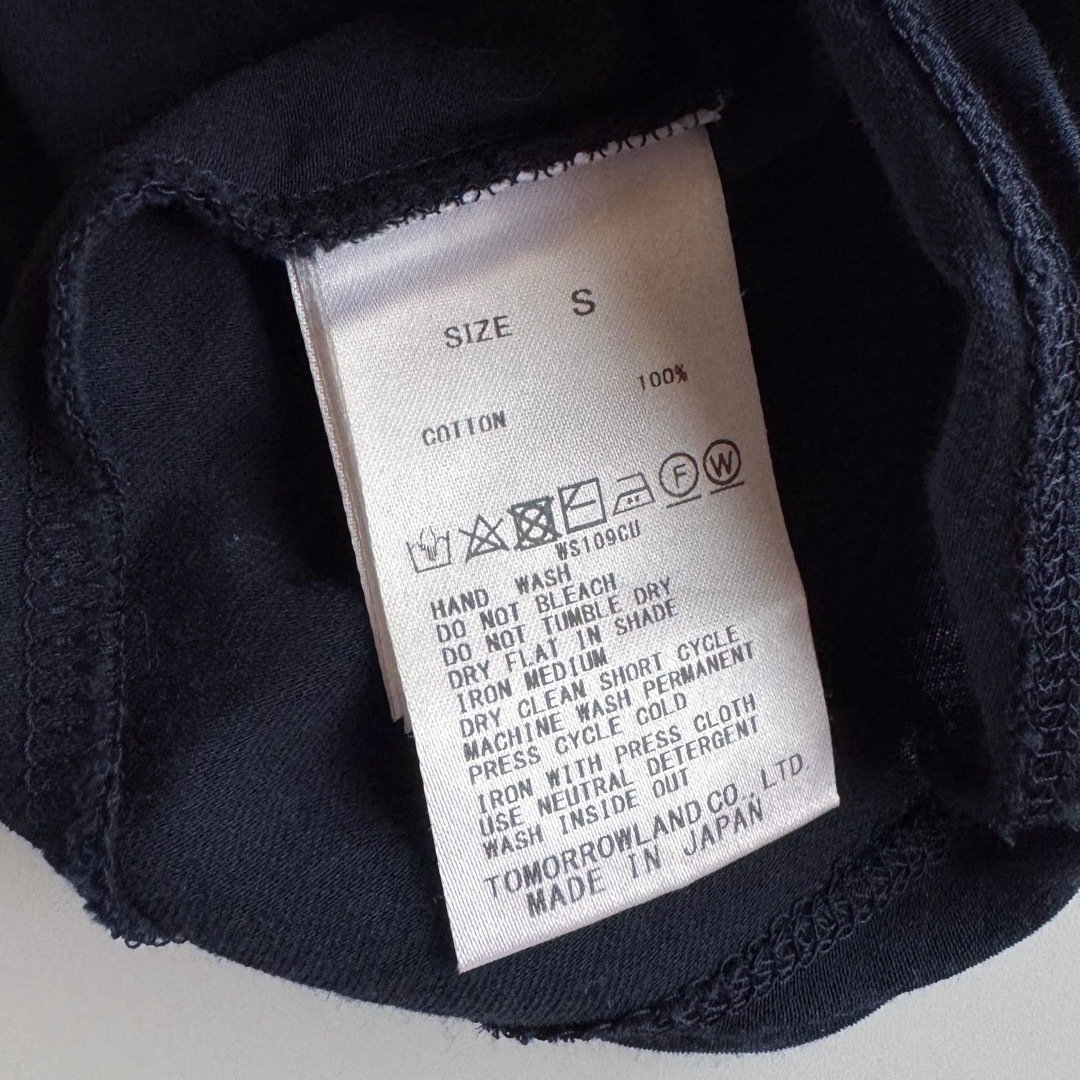 SIZE S
100%
COTTON
F W
WS109CU
HAND WASH
DO NOT BLEACH
DO NOT TUMBLE DRY
DRY FLAT IN SHADE
IRON MEDIUM
DRY CLEAN SHORT CYCLE
MACHINE WASH PERMANENT
PRESS CYCLE COLD
IRON WITH PRESS CLOTH
USE NEUTRAL DETERGENT
WASH INSIDE OUT
TOMORROWLAND CO., LTD.
MADE IN JAPAN